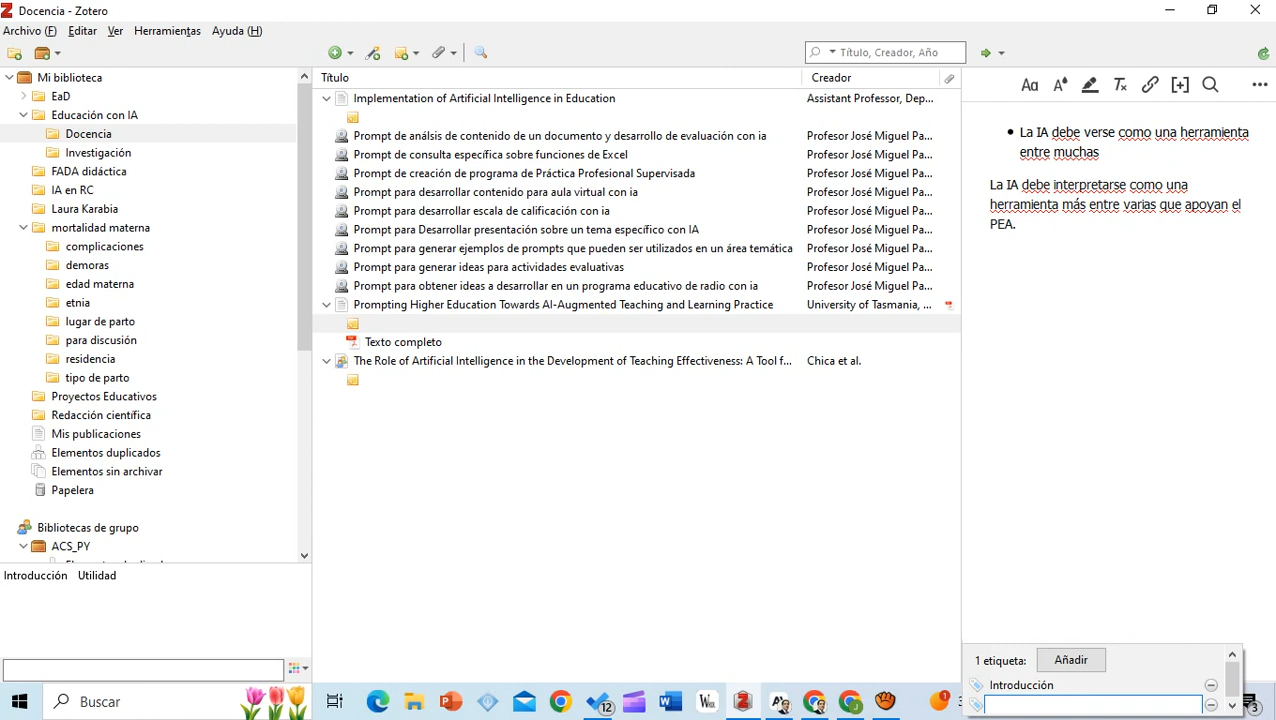 Docencia - Zotero
Archivo (F) Editar Ver Herramientas Ayuda (H)
Título, Creador, Año
Mi biblioteca
EaD
Educación con IA
Docencia
Investigación
FADA didáctica
IA en RC
Laura Karabia
mortalidad materna
complicaciones
demoras
edad materna
etnia
lugar de parto
para discusión
residencia
tipo de parto
Proyectos Educativos
Redacción científica
Mis publicaciones
Elementos duplicados
Elementos sin archivar
Papelera
Bibliotecas de grupo
ACS_PY
Introducción Utilidad
Título Creador
Implementation of Artificial Intelligence in Education Assistant Professor, Dep...
Prompt de análsis de contenido de un documento y desarrollo de evaluación con ia Profesor José Miguel Pa...
Prompt de consulta específica sobre funciones de Excel Profesor José Miguel Pa...
Prompt de creación de programa de Práctica Profesional Supervisada Profesor José Miguel Pa...
Prompt para desarrollar contenido para aula virtual con ia Profesor José Miguel Pa...
Prompt para desarrollar escala de calificación con ia Profesor José Miguel Pa...
Prompt para Desarrollar presentación sobre un tema específico con IA Profesor José Miguel Pa...
Prompt para generar ejemplos de prompts que pueden ser utilizados en un área temática Profesor José Miguel Pa...
Prompt para generar ideas para actividades evaluativas Profesor José Miguel Pa...
Prompt para obtener ideas a desarrollar en un programa educativo de radio con ia Profesor José Miguel Pa...
Prompting Higher Education Towards AI-Augmented Teaching and Learning Practice University of Tasmania, ...
Texto completo
The Role of Artificial Intelligence in the Development of Teaching Effectiveness: A Tool f... Chica et al.
Aa
• La IA debe verse como una herramienta
entre muchas
La IA debe interpretarse como una
herramienta más entre varias que apoyan el
PEA.
1 etiqueta: Añadir
Introducción
Buscar
12
1
3